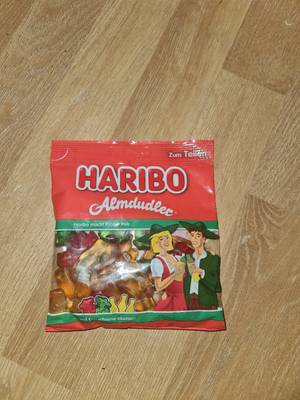 Zum Teilen
HARIBO
Almdudler
Haribo macht Kinder froh